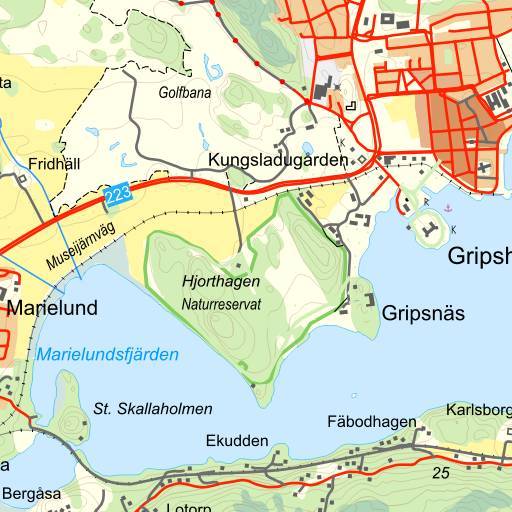 ta
Golfbana
K
Fridhäll
Kungsladugården
K
223
R
K
Museijärnväg
Gripsh
Hjorthagen
Naturreservat
Marielund
Gripsnäs
Marielundsfjärden
St. Skallaholmen
Karlsborg
Fäbodhagen
Ekudden
a
25
Bergåsa
Lotorp